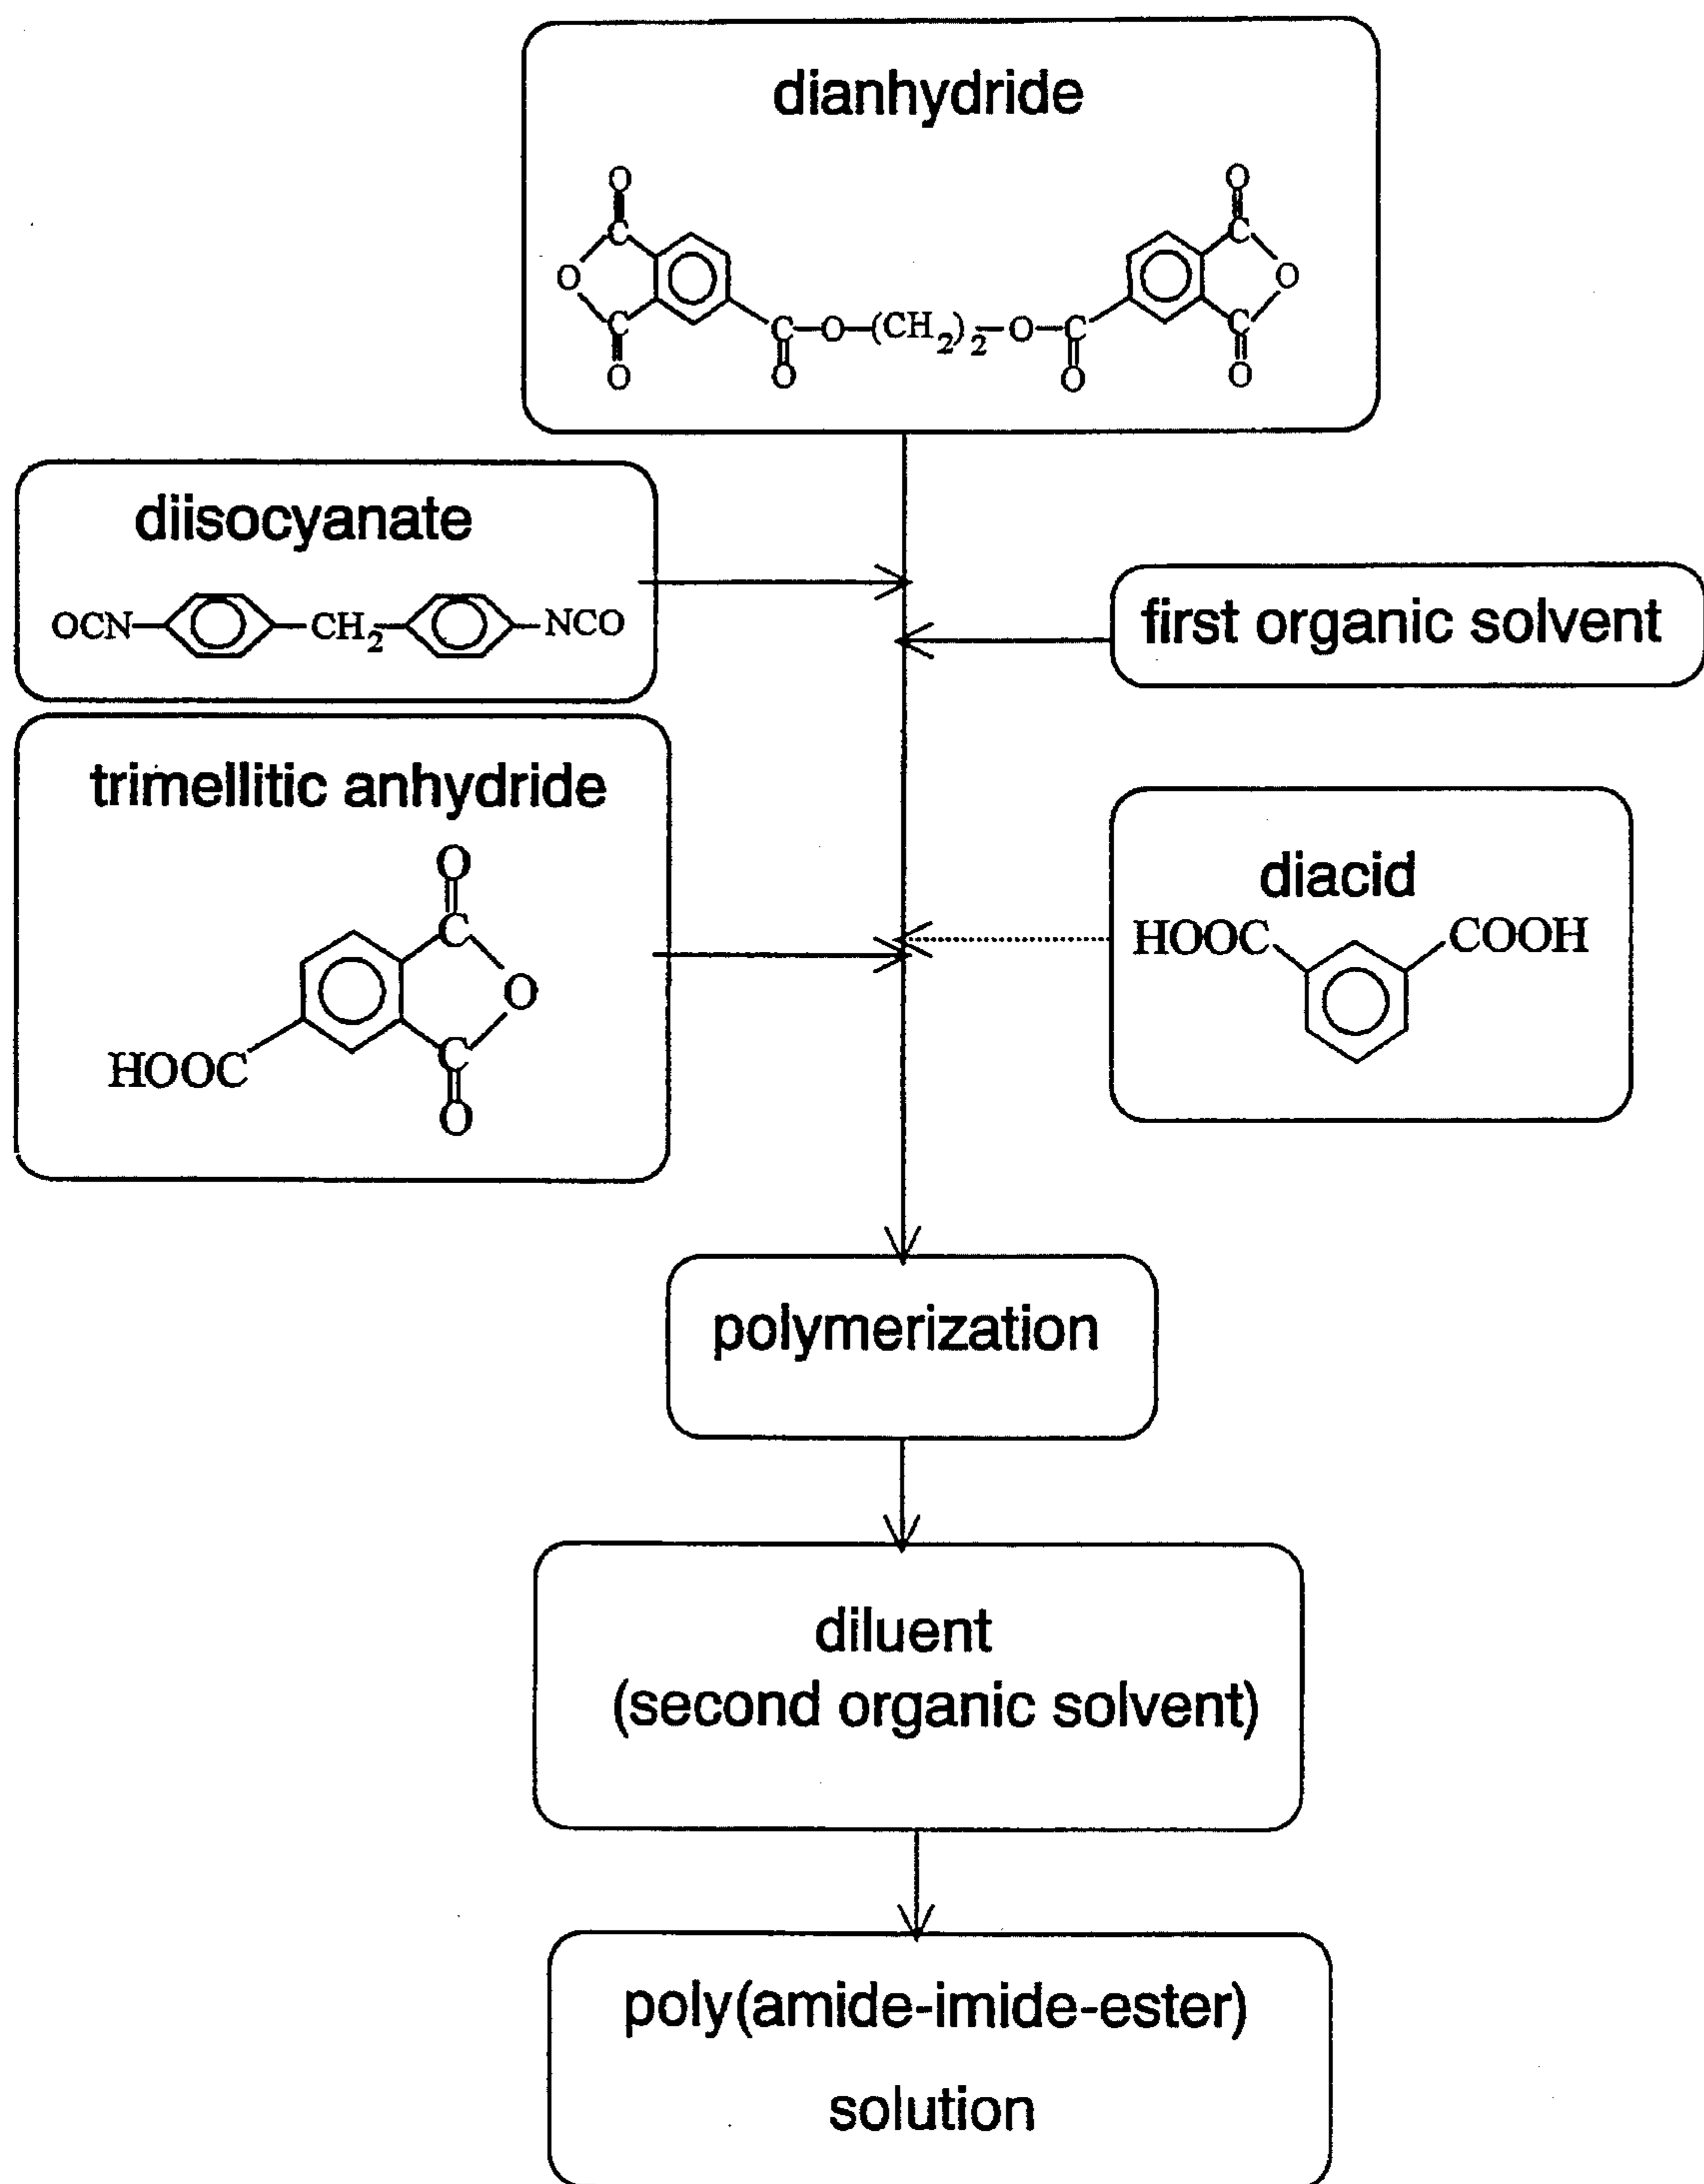 dianhydride
O O
C C
O O
C C
C—O—(CH2)2—O—C
O O O O
diisocyanate
OCN—CH2—NCO
first organic solvent
trimellitic anhydride
O
C
O
HOOC C
O
diacid
HOOC COOH
polymerization
diluent
(second organic solvent)
poly(amide-imide-ester)
solution